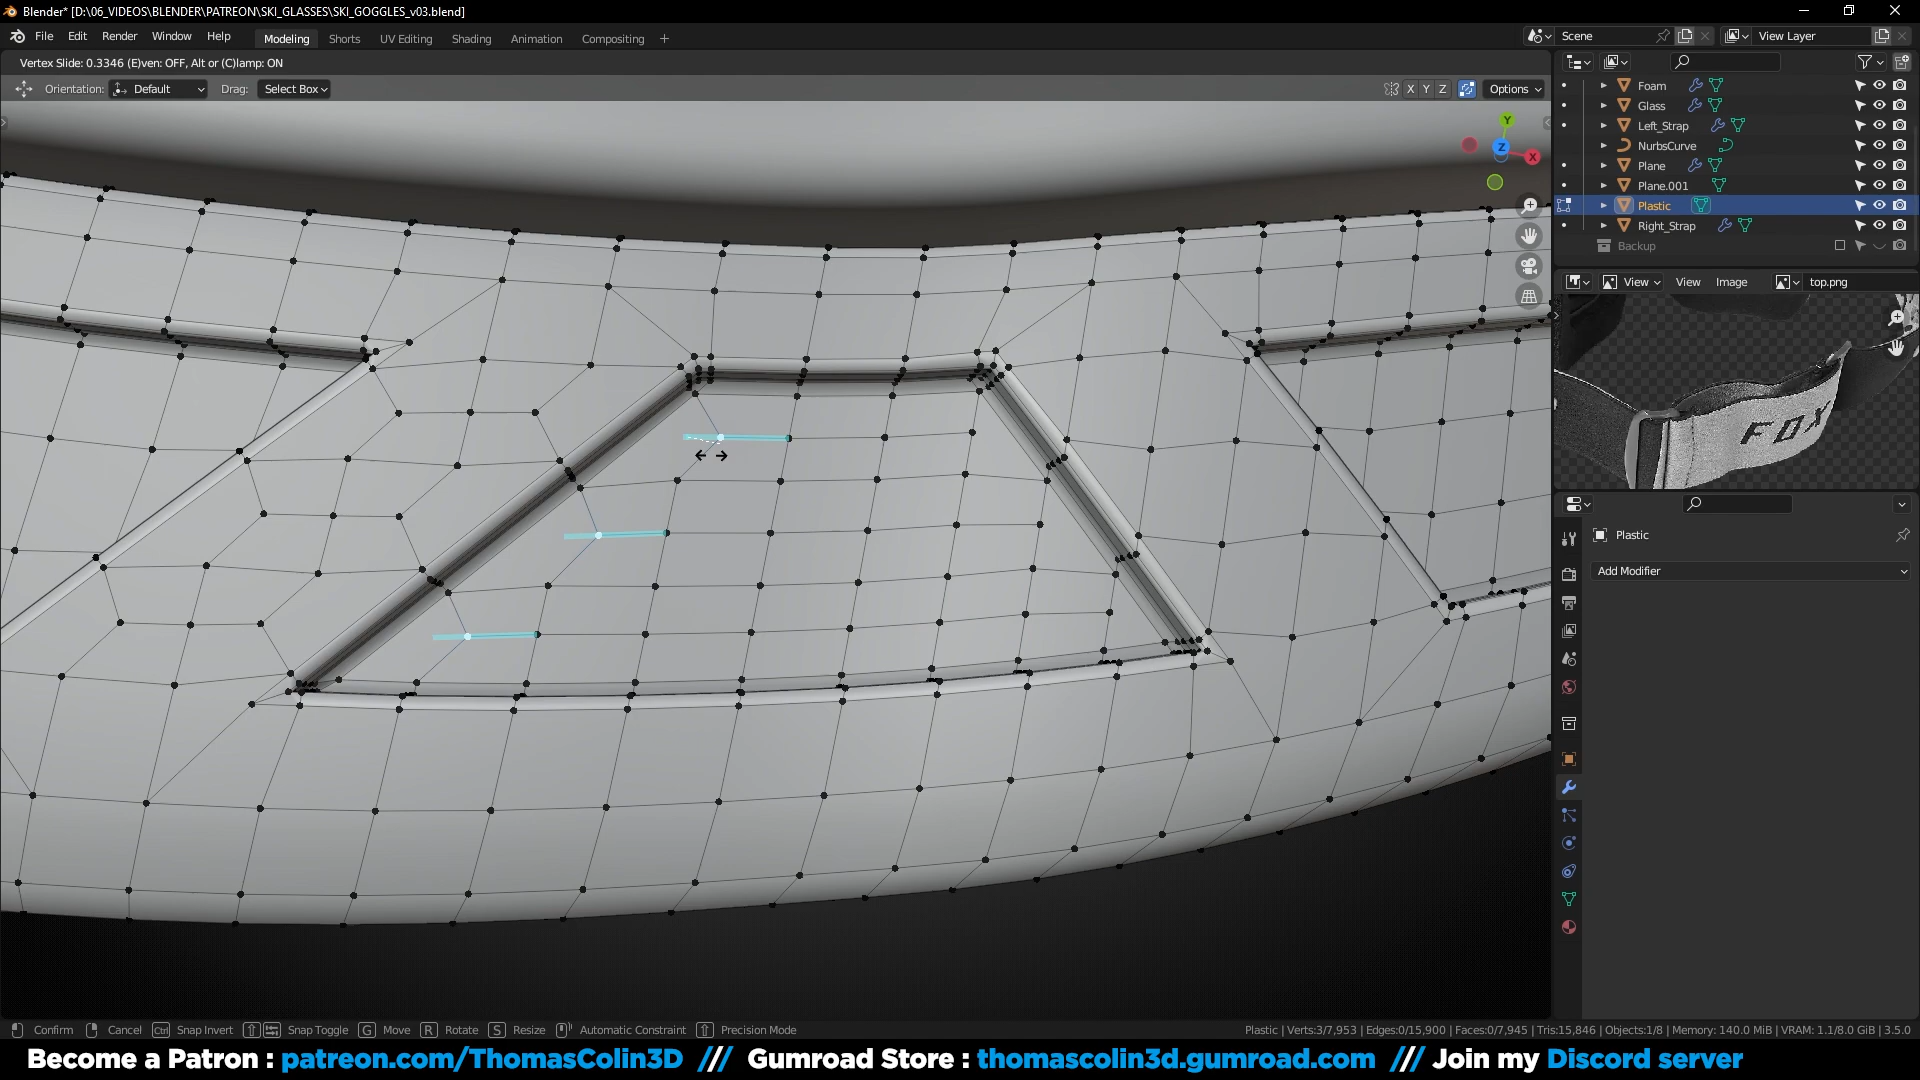 Blender* [D:\06_VIDEOS\BLENDER\PATREON\SKI_GLASSES\SKI_GOGGLES_v03.blend]
File Edit Render Window Help Modeling Shorts UV Editing Shading Animation Compositing + Scene View Layer
Vertex Slide: 0.3346 (E)ven: OFF, Alt or (C)lamp: ON
Orientation: Default Drag: Select Box X Y Z Options
Foam
Glass
Left_Strap
NurbsCurve
Plane
Plane.001
Plastic
Right_Strap
Backup
Y
Z
X
View View Image top.png
FOX
Plastic
Add Modifier
Confirm Cancel Ctrl Snap Invert Snap Toggle G Move R Rotate S Resize Automatic Constraint Precision Mode Plastic | Verts:3/7,953 | Edges:0/15,900 | Faces:0/7,945 | Tris:15,846 | Objects:1/8 | Memory: 140.0 MiB | VRAM: 1.1/8.0 GiB | 3.5.0
Become a Patron : patreon.com/ThomasColin3D /// Gumroad Store : thomascolin3d.gumroad.com /// Join my Discord server